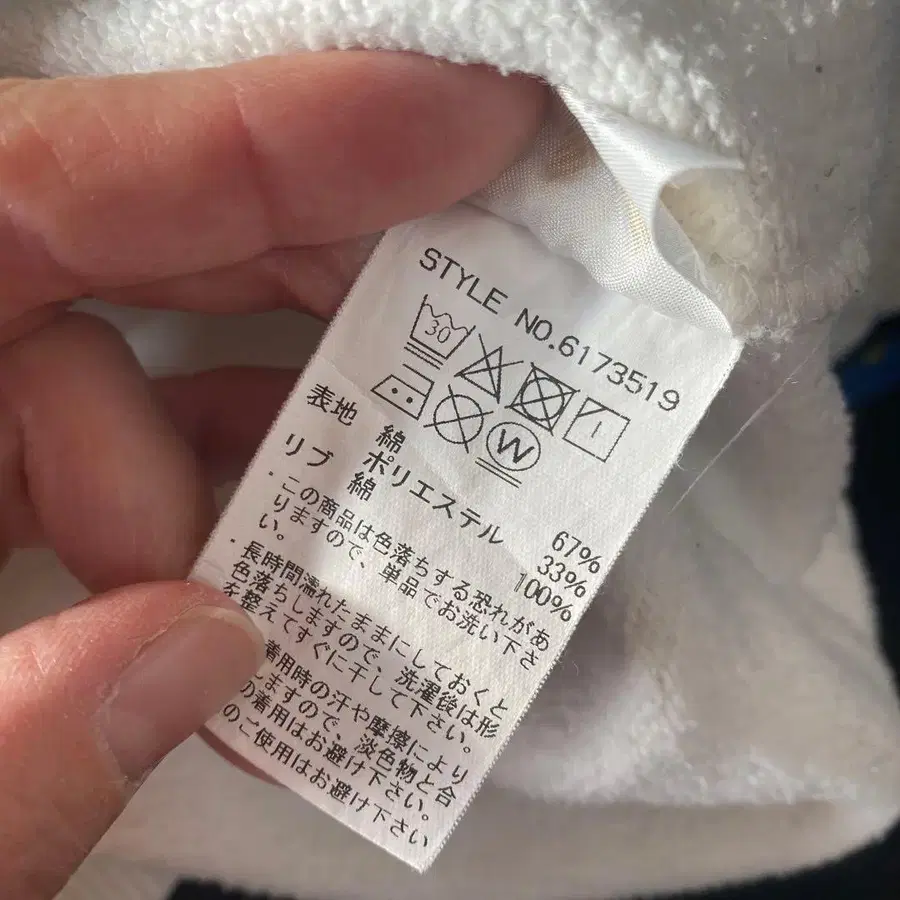 STYLE NO.6173519
30
W
表地 綿 67%
ポリエステル 33%
リブ 綿 100%
・この商品は色落ちする恐れがあ
りますので、単品でお洗い下さ
い。
・長時間濡れたままにしておくと
色落ちしますので、洗濯後は形
を整えてすぐに干して下さい。
着用時の汗や摩擦により
しますので、淡色物と合
の着用はお避け下さい。
のご使用はお避け下さい